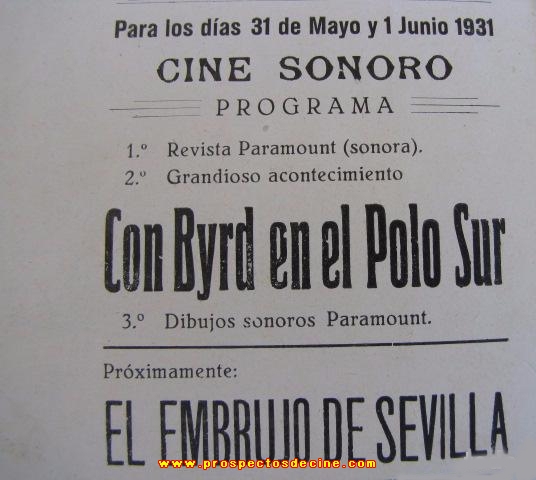 Para los días 31 de Mayo y 1 Junio 1931
CINE SONORO
PROGRAMA
1.º Revista Paramount (sonora).
2.º Grandioso acontecimiento
Con Byrd en el Polo Sur
3.º Dibujos sonoros Paramount.
Próximamente:
EL EMBRUJO DE SEVILLA
www.prospectosdecine.com